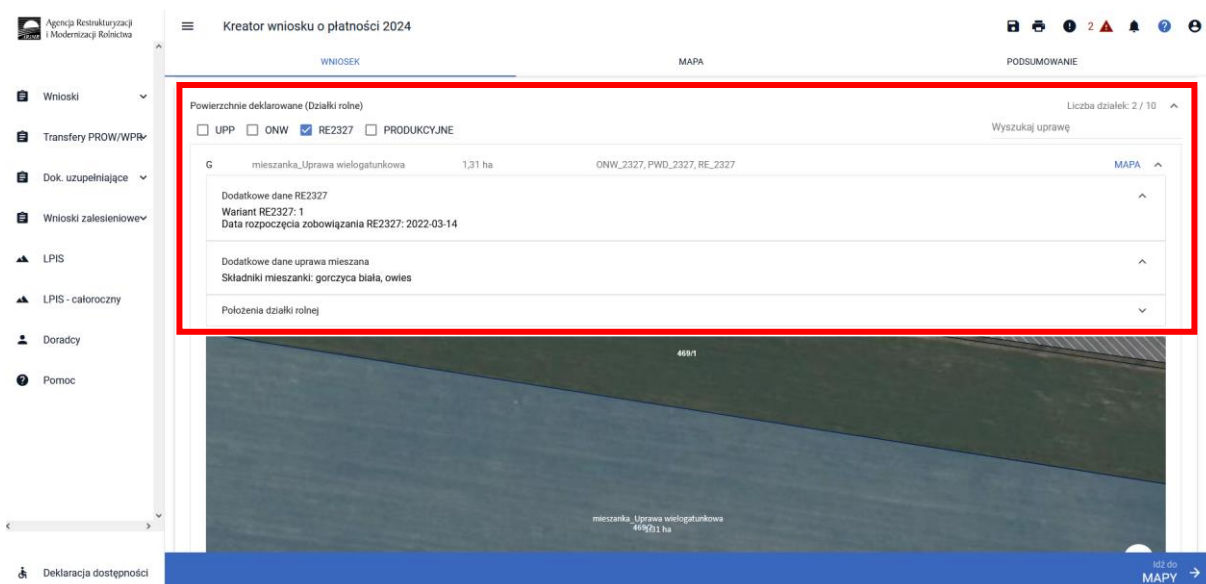 Agencja Restrukturyzacji
i Modernizacji Rolnictwa
Kreator wniosku o płatności 2024
2
WNIOSEK
MAPA
PODSUMOWANIE
Wnioski
Transfery PROW/WPR
Dok. uzupełniające
Wnioski zalesieniowe
LPIS
LPIS - całoroczny
Doradcy
Pomoc
Deklaracja dostępności
Powierzchnie deklarowane (Działki rolne)
Liczba działek: 2 / 10
UPP ONW RE2327 PRODUKCYJNE
Wyszukaj uprawę
G mieszanka_Uprawa wielogatunkowa 1,31 ha ONW_2327, PWD_2327, RE_2327 MAPA
Dodatkowe dane RE2327
Wariant RE2327: 1
Data rozpoczęcia zobowiązania RE2327: 2022-03-14
Dodatkowe dane uprawa mieszana
Składniki mieszanki: gorczyca biała, owies
Położenia działki rolnej
469/1
mieszanka_Uprawa wielogatunkowa
Idź do
MAPY